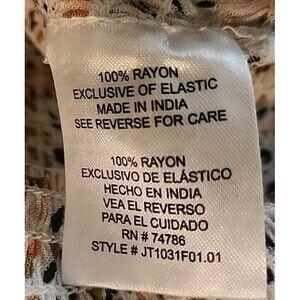 100% RAYON
EXCLUSIVE OF ELASTIC
MADE IN INDIA
SEE REVERSE FOR CARE
100% RAYON
EXCLUSIVO DE ELÁSTICO
HECHO EN INDIA
VEA EL REVERSO
PARA EL CUIDADO
RN # 74786
STYLE # JT1031F01.01